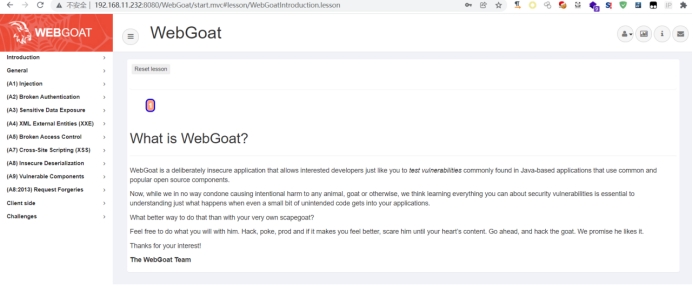 不安全 | 192.168.11.232:8080/WebGoat/start.mvc#lesson/WebGoatIntroduction.lesson
WEBGOAT
WebGoat
Introduction
General
(A1) Injection
(A2) Broken Authentication
(A3) Sensitive Data Exposure
(A4) XML External Entities (XXE)
(A5) Broken Access Control
(A7) Cross-Site Scripting (XSS)
(A8) Insecure Deserialization
(A9) Vulnerable Components
(A8:2013) Request Forgeries
Client side
Challenges
Reset lesson
1
What is WebGoat?
WebGoat is a deliberately insecure application that allows interested developers just like you to test vulnerabilities commonly found in Java-based applications that use common and
popular open source components.
Now, while we in no way condone causing intentional harm to any animal, goat or otherwise, we think learning everything you can about security vulnerabilities is essential to
understanding just what happens when even a small bit of unintended code gets into your applications.
What better way to do that than with your very own scapegoat?
Feel free to do what you will with him. Hack, poke, prod and if it makes you feel better, scare him until your heart's content. Go ahead, and hack the goat. We promise he likes it.
Thanks for your interest!
The WebGoat Team